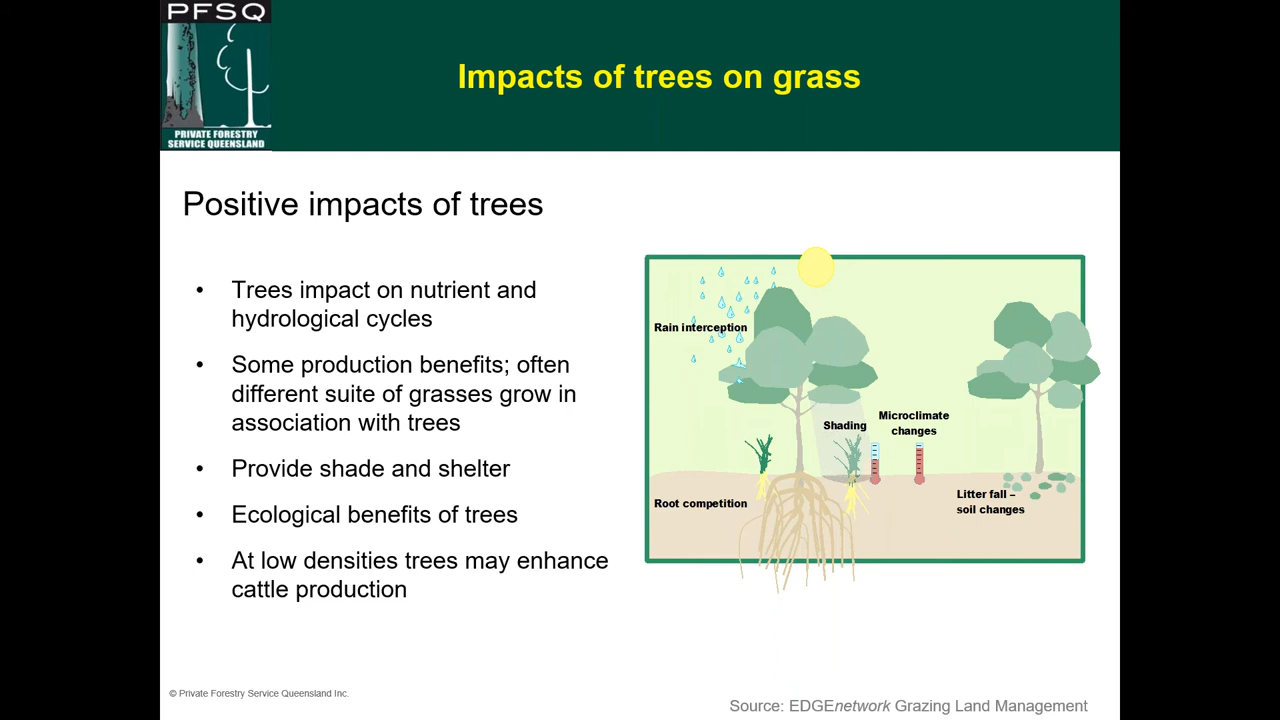 PFSQ
PRIVATE FORESTRY
SERVICE QUEENSLAND
Impacts of trees on grass
Positive impacts of trees
• Trees impact on nutrient and
hydrological cycles
• Some production benefits; often
different suite of grasses grow in
association with trees
• Provide shade and shelter
• Ecological benefits of trees
• At low densities trees may enhance
cattle production
Rain interception
Shading
Microclimate
changes
Root competition
Litter fall –
soil changes
© Private Forestry Service Queensland Inc.
Source: EDGEnetwork Grazing Land Management